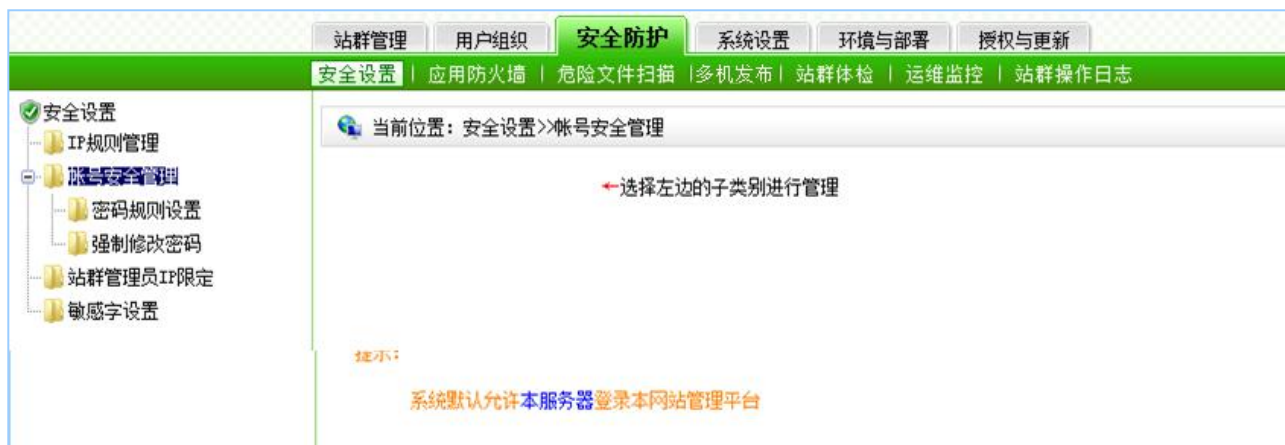 站群管理 用户组织 安全防护 系统设置 环境与部署 授权与更新
安全设置 | 应用防火墙 | 危险文件扫描 |多机发布| 站群体检 | 运维监控 | 站群操作日志
安全设置
IP规则管理
帐号安全管理
密码规则设置
强制修改密码
站群管理员IP限定
敏感字设置
当前位置：安全设置>>帐号安全管理
←选择左边的子类别进行管理
提示：
系统默认允许本服务器登录本网站管理平台